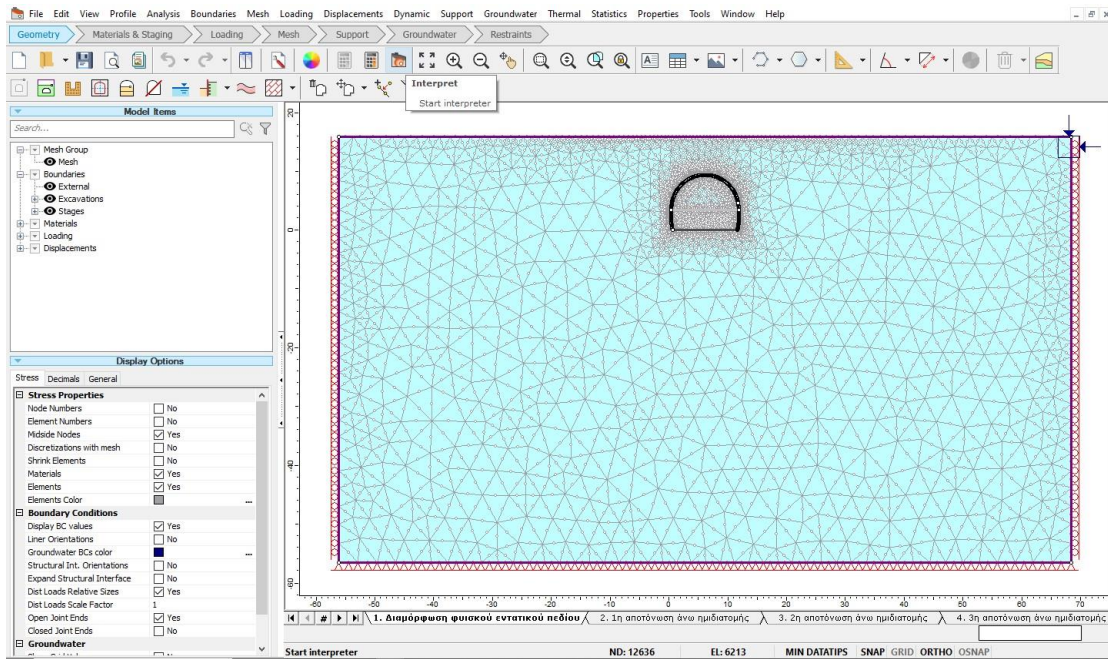 File Edit View Profile Analysis Boundaries Mesh Loading Displacements Dynamic Support Groundwater Thermal Statistics Properties Tools Window Help
Geometry Materials & Staging Loading Mesh Support Groundwater Restraints
Interpret
Start interpreter
Model Items
Search...
Mesh Group
Mesh
Boundaries
External
Excavations
Stages
Materials
Loading
Displacements
Display Options
Stress Decimals General
Stress Properties
Node Numbers No
Element Numbers No
Midside Nodes Yes
Discretizations with mesh No
Shrink Elements No
Materials Yes
Elements Yes
Elements Color ...
Boundary Conditions
Display BC values Yes
Liner Orientations No
Groundwater BCs color ...
Structural Int. Orientations No
Expand Structural Interface No
Dist Loads Relative Sizes Yes
Dist Loads Scale Factor 1
Open Joint Ends Yes
Closed Joint Ends No
Groundwater
20
0
-20
-40
-60
-60 -50 -40 -30 -20 -10 0 10 20 30 40 50 60 70
1. Διαμόρφωση φυσικού εντατικού πεδίου 2. 1η αποτόνωση άνω ημιδιατομής 3. 2η αποτόνωση άνω ημιδιατομής 4. 3η αποτόνωση άνω ημιδιατομής
Start interpreter ND: 12636 EL: 6213 MIN DATATIPS SNAP GRID ORTHO OSNAP